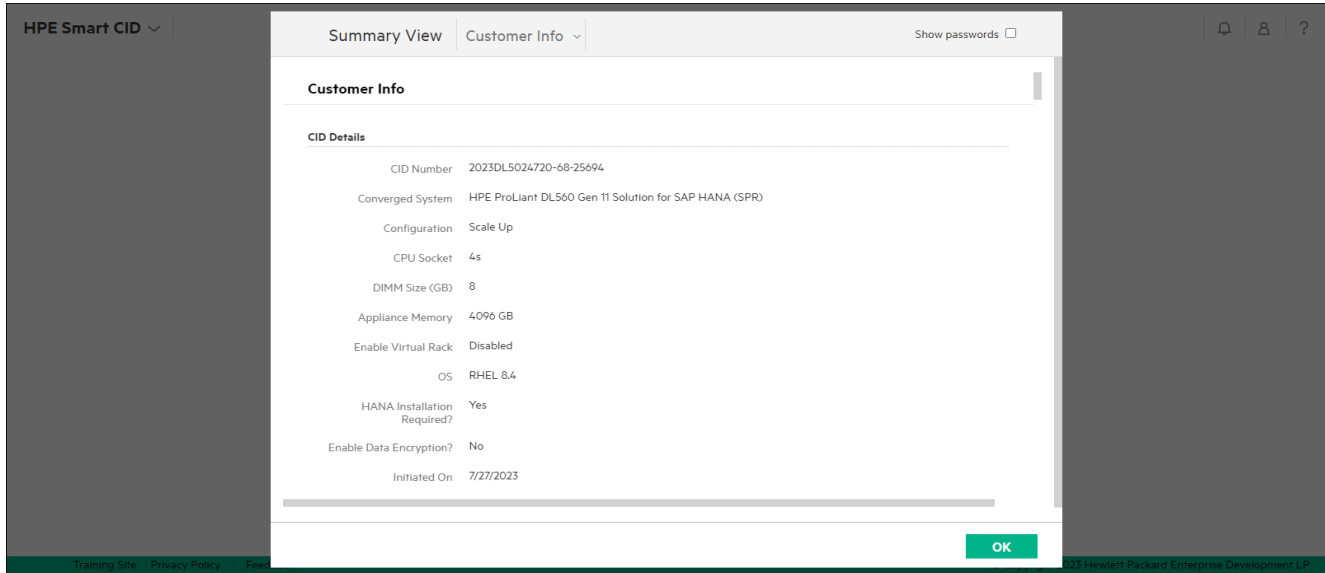 HPE Smart CID
Summary View Customer Info Show passwords
?
Customer Info
CID Details
CID Number 2023DL5024720-68-25694
Converged System HPE ProLiant DL560 Gen 11 Solution for SAP HANA (SPR)
Configuration Scale Up
CPU Socket 4s
DIMM Size (GB) 8
Appliance Memory 4096 GB
Enable Virtual Rack Disabled
OS RHEL 8.4
HANA Installation Yes
Required?
Enable Data Encryption? No
Initiated On 7/27/2023
OK
Training Site Privacy Policy 023 Hewlett Packard Enterprise Development LP